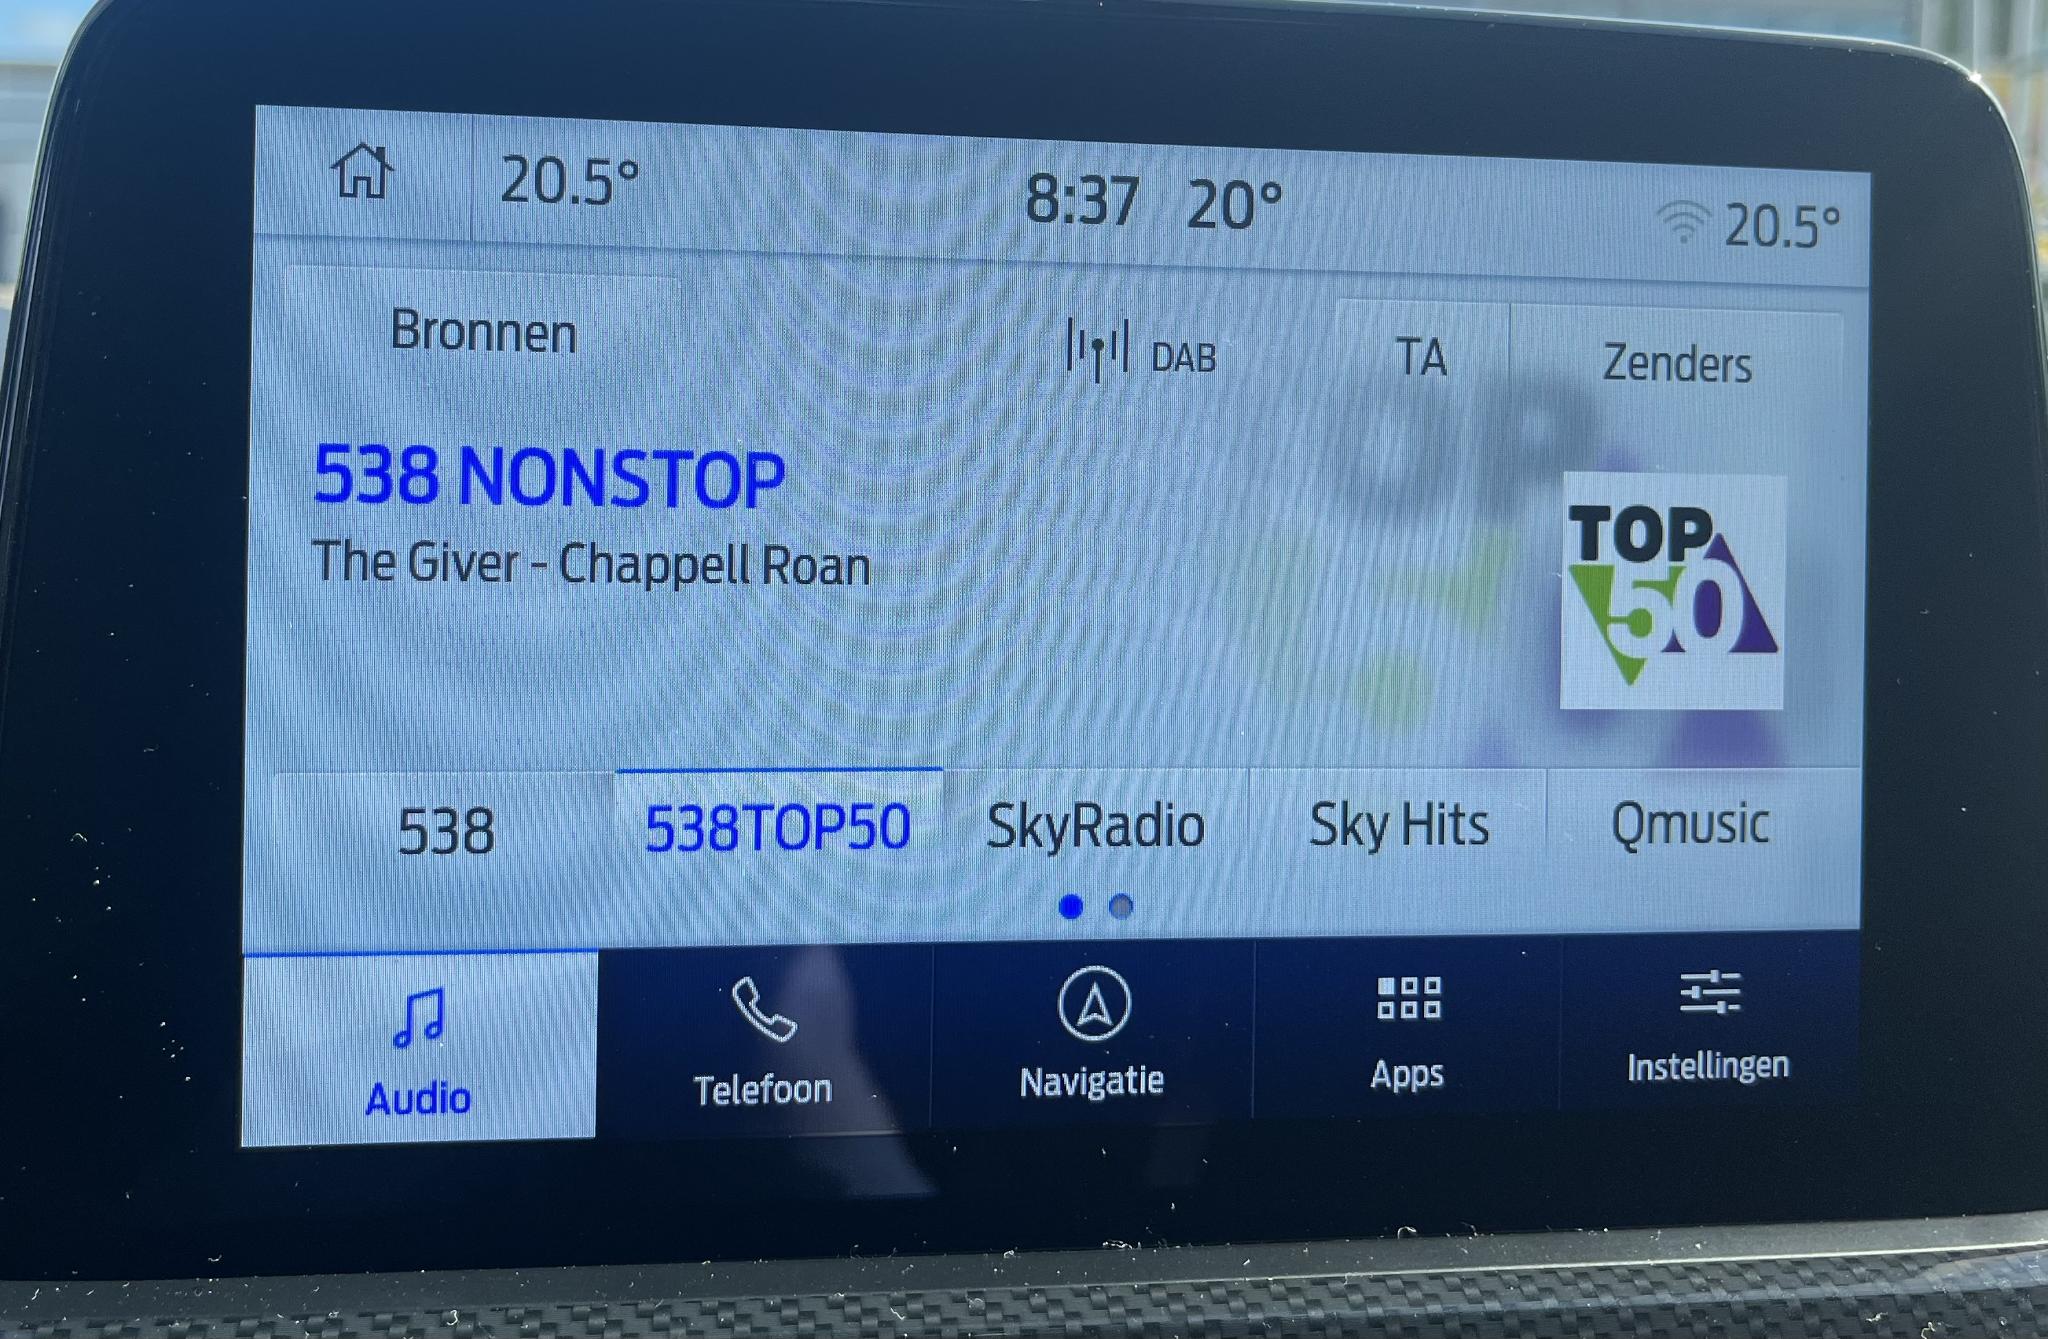 20.5°
8:37 20°
20.5°
Bronnen
DAB
TA
Zenders
538 NONSTOP
The Giver - Chappell Roan
TOP
50
538
538TOP50
SkyRadio
Sky Hits
Qmusic
Audio
Telefoon
Navigatie
Apps
Instellingen